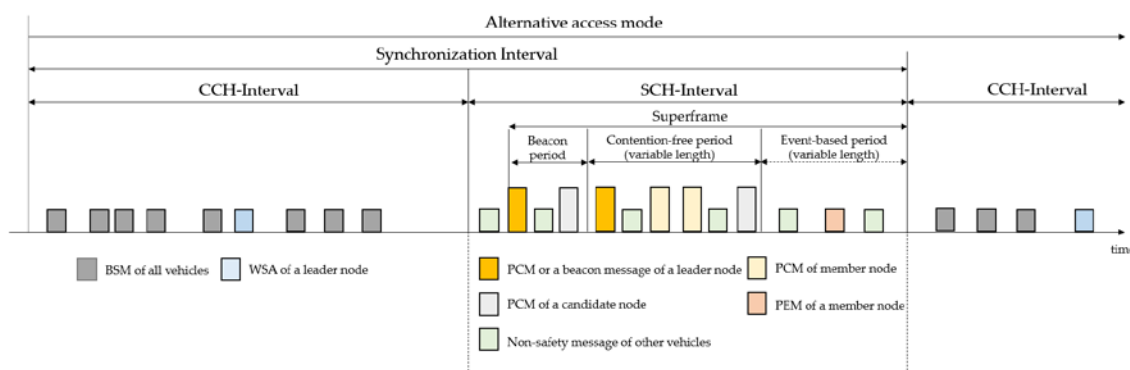 Alternative access mode
Synchronization Interval
CCH-Interval
SCH-Interval
CCH-Interval
Superframe
Beacon
period
Contention-free period
(variable length)
Event-based period
(variable length)
time
BSM of all vehicles
WSA of a leader node
PCM or a beacon message of a leader node
PCM of member node
PCM of a candidate node
PEM of a member node
Non-safety message of other vehicles